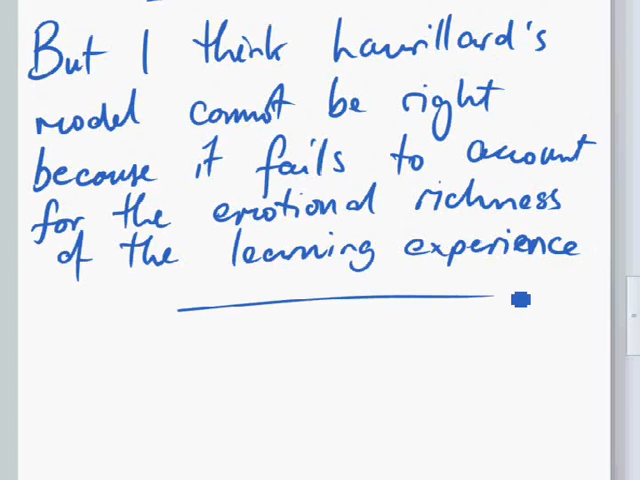 But I think Laurillard's
model cannot be right
because it fails to account
for the emotional richness
of the learning experience